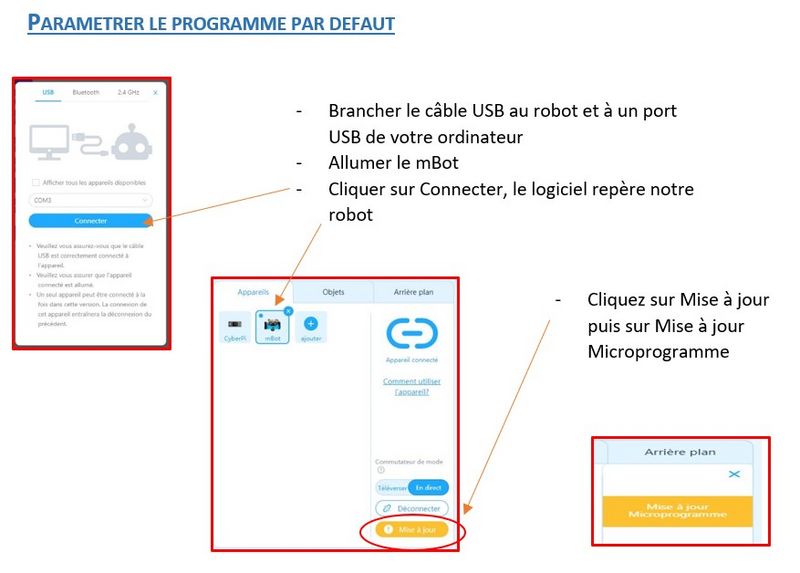 PARAMETRER LE PROGRAMME PAR DEFAUT
USB Bluetooth 2.4 GHz x
Afficher tous les appareils disponibles
COM3
Connecter
• Veuillez vous assurez-vous que le câble
USB est correctement connecté à
l'appareil.
• Veuillez vous assurer que l'appareil
connecté est allumé.
• Un seul appareil peut être connecté à la
fois dans cette version. La connexion de
cet appareil entraînera la déconnexion du
précédent.
- Brancher le câble USB au robot et à un port
USB de votre ordinateur
- Allumer le mBot
- Cliquer sur Connecter, le logiciel repère notre
robot
Appareils Objets Arrière plan
CyberPi mBot ajouter
Appareil connecté
Comment utiliser
l'appareil?
Commutateur de mode
?
Téléverser En direct
Déconnecter
Mise à jour
- Cliquez sur Mise à jour
puis sur Mise à jour
Microprogramme
Arrière plan
Mise à jour
Microprogramme